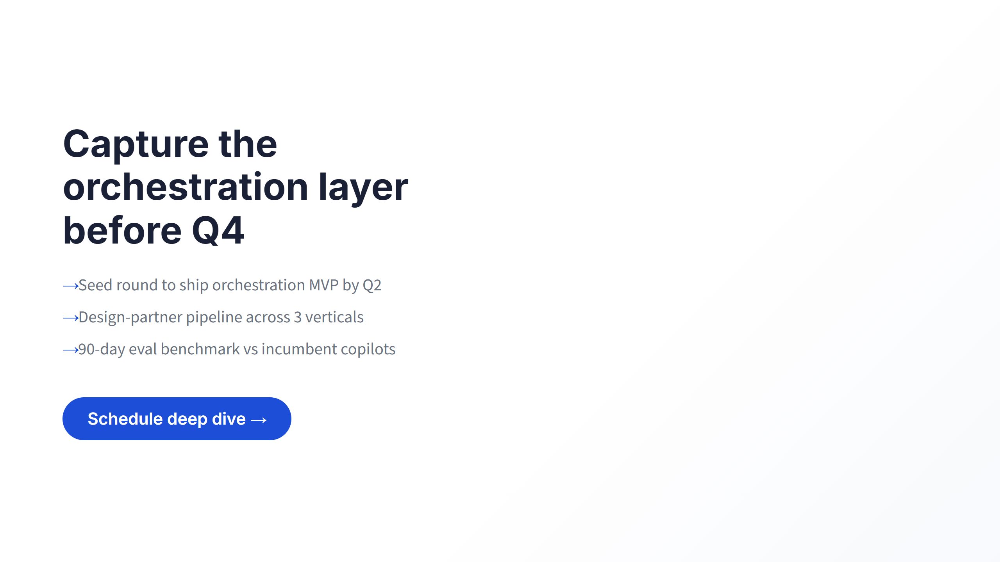 Capture the
orchestration layer
before Q4
→Seed round to ship orchestration MVP by Q2
→Design-partner pipeline across 3 verticals
→90-day eval benchmark vs incumbent copilots
Schedule deep dive →